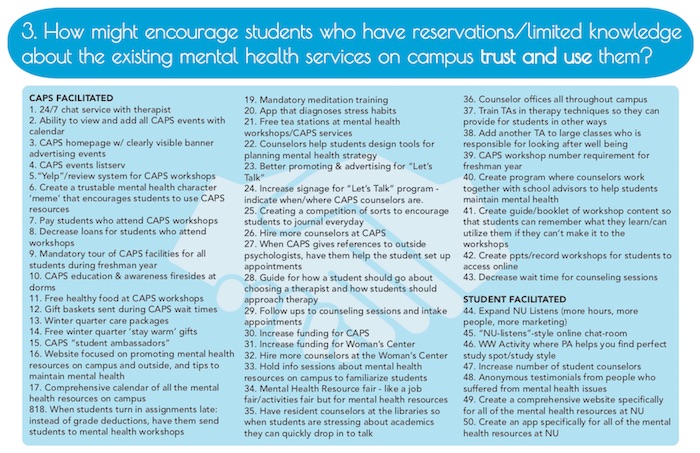 3. How might encourage students who have reservations/limited knowledge
about the existing mental health services on campus trust and use them?
CAPS FACILITATED
1. 24/7 chat service with therapist
2. Ability to view and add all CAPS events with
calendar
3. CAPS homepage w/ clearly visible banner
advertising events
4. CAPS events listserv
5."Yelp"/review system for CAPS workshops
6. Create a trustable mental health character
'meme' that encourages students to use CAPS
resources
7. Pay students who attend CAPS workshops
8. Decrease loans for students who attend
workshops
9. Mandatory tour of CAPS facilities for all
students during freshman year
10. CAPS education & awareness firesides at
dorms
11. Free healthy food at CAPS workshops
12. Gift baskets sent during CAPS wait times
13. Winter quarter care packages
14. Free winter quarter 'stay warm' gifts
15. CAPS "student ambassadors"
16. Website focused on promoting mental health
resources on campus and outside, and tips to
maintain mental health
17. Comprehensive calendar of all the mental
health resources on campus
818. When students turn in assignments late:
instead of grade deductions, have them send
students to mental health workshops
19. Mandatory meditation training
20. App that diagnoses stress habits
21. Free tea stations at mental health
workshops/CAPS services
22. Counselors help students design tools for
planning mental health strategy
23. Better promoting & advertising for "Let's
Talk"
24. Increase signage for "Let's Talk" program -
indicate when/where CAPS counselors are.
25. Creating a competition of sorts to encourage
students to journal everyday
26. Hire more counselors at CAPS
27. When CAPS gives references to outside
psychologists, have them help the student set up
appointments
28. Guide for how a student should go about
choosing a therapist and how students should
approach therapy
29. Follow ups to counseling sessions and intake
appointments
30. Increase funding for CAPS
31. Increase funding for Woman's Center
32. Hire more counselors at the Woman's Center
33. Hold info sessions about mental health
resources on campus to familiarize students
34. Mental Health Resource fair - like a job
fair/activities fair but for mental health resources
35. Have resident counselors at the libraries so
when students are stressing about academics
they can quickly drop in to talk
36. Counselor offices all throughout campus
37. Train TAs in therapy techniques so they can
provide for students in other ways
38. Add another TA to large classes who is
responsible for looking after well being
39. CAPS workshop number requirement for
freshman year
40. Create program where counselors work
together with school advisors to help students
maintain mental health
41. Create guide/booklet of workshop content so
that students can remember what they learn/can
utilize them if they can't make it to the
workshops
42. Create ppts/record workshops for students to
access online
43. Decrease wait time for counseling sessions
STUDENT FACILITATED
44. Expand NU Listens (more hours, more
people, more marketing)
45. "NU-listens"-style online chat-room
46. WW Activity where PA helps you find perfect
study spot/study style
47. Increase number of student counselors
48. Anonymous testimonials from people who
suffered from mental health issues
49. Create a comprehensive website specifically
for all of the mental health resources at NU
50. Create an app specifically for all of the mental
health resources at NU